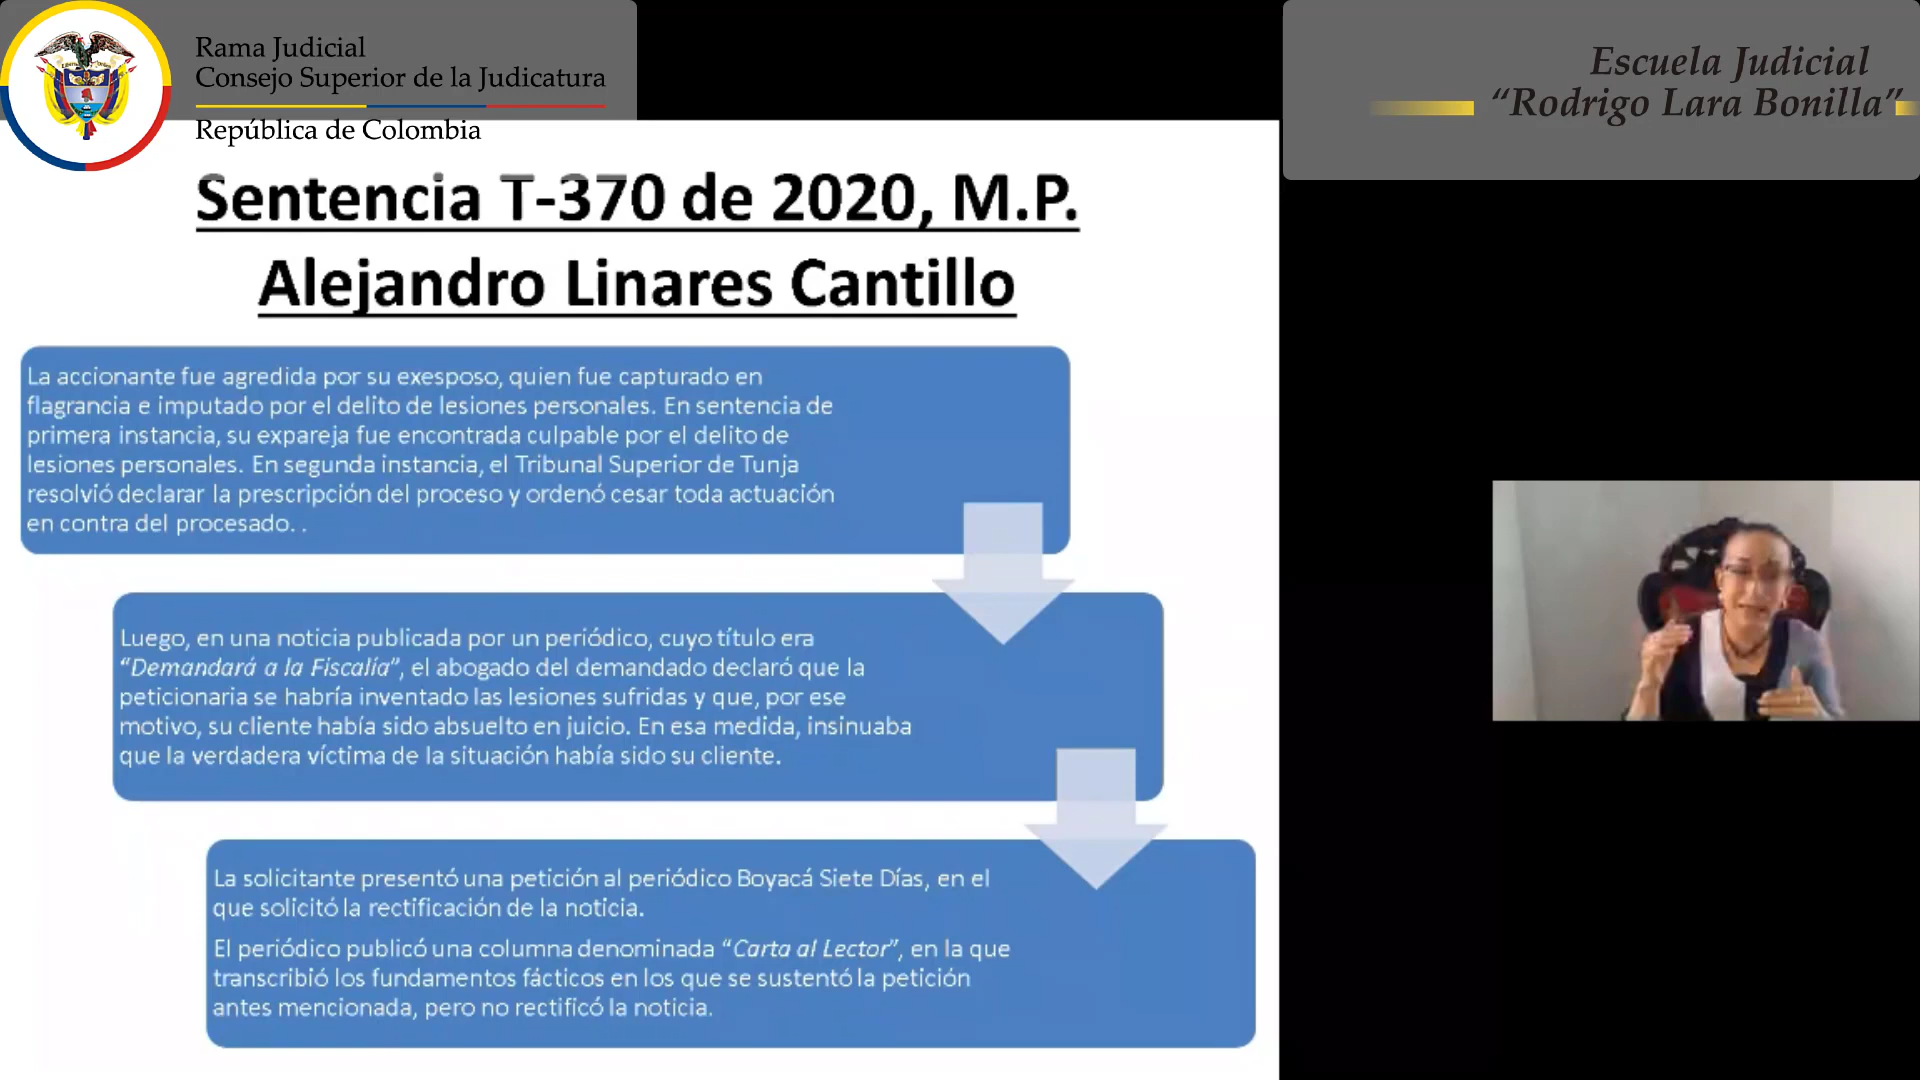 Rama Judicial
Consejo Superior de la Judicatura
República de Colombia
Escuela Judicial
“Rodrigo Lara Bonilla”
Sentencia T-370 de 2020, M.P.
Alejandro Linares Cantillo
La accionante fue agredida por su exesposo, quien fue capturado en
flagrancia e imputado por el delito de lesiones personales. En sentencia de
primera instancia, su expareja fue encontrada culpable por el delito de
lesiones personales. En segunda instancia, el Tribunal Superior de Tunja
resolvió declarar la prescripción del proceso y ordenó cesar toda actuación
en contra del procesado. .
Luego, en una noticia publicada por un periódico, cuyo título era
“Demandará a la Fiscalía”, el abogado del demandado declaró que la
peticionaria se habría inventado las lesiones sufridas y que, por ese
motivo, su cliente había sido absuelto en juicio. En esa medida, insinuaba
que la verdadera víctima de la situación había sido su cliente.
La solicitante presentó una petición al periódico Boyacá Siete Días, en el
que solicitó la rectificación de la noticia.
El periódico publicó una columna denominada “Carta al Lector”, en la que
transcribió los fundamentos fácticos en los que se sustentó la petición
antes mencionada, pero no rectificó la noticia.